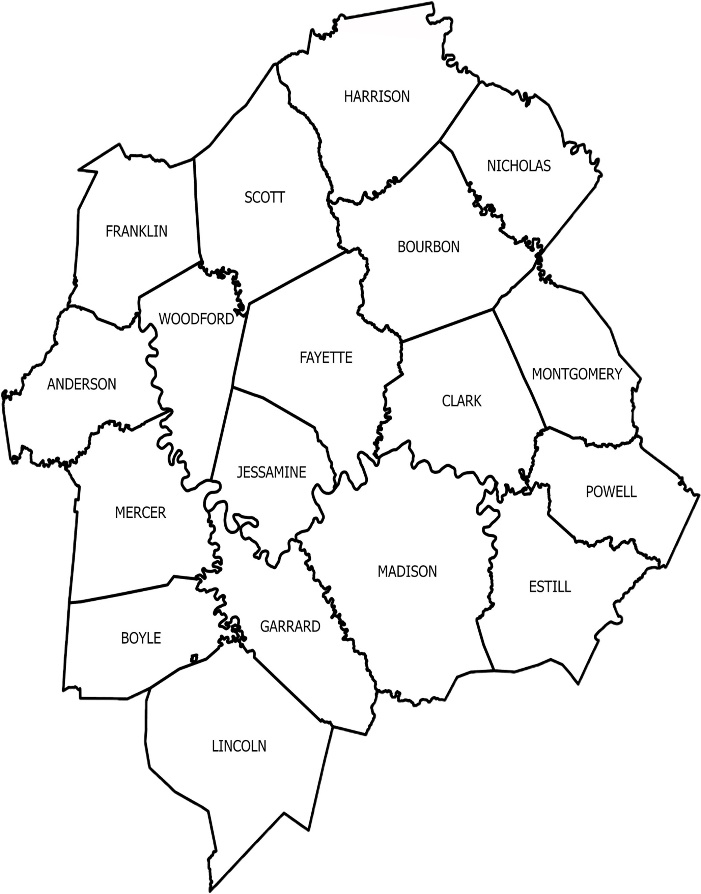 HARRISON
NICHOLAS
SCOTT
FRANKLIN
BOURBON
WOODFORD
FAYETTE
MONTGOMERY
ANDERSON
CLARK
JESSAMINE
POWELL
MERCER
MADISON
ESTILL
GARRARD
BOYLE
LINCOLN